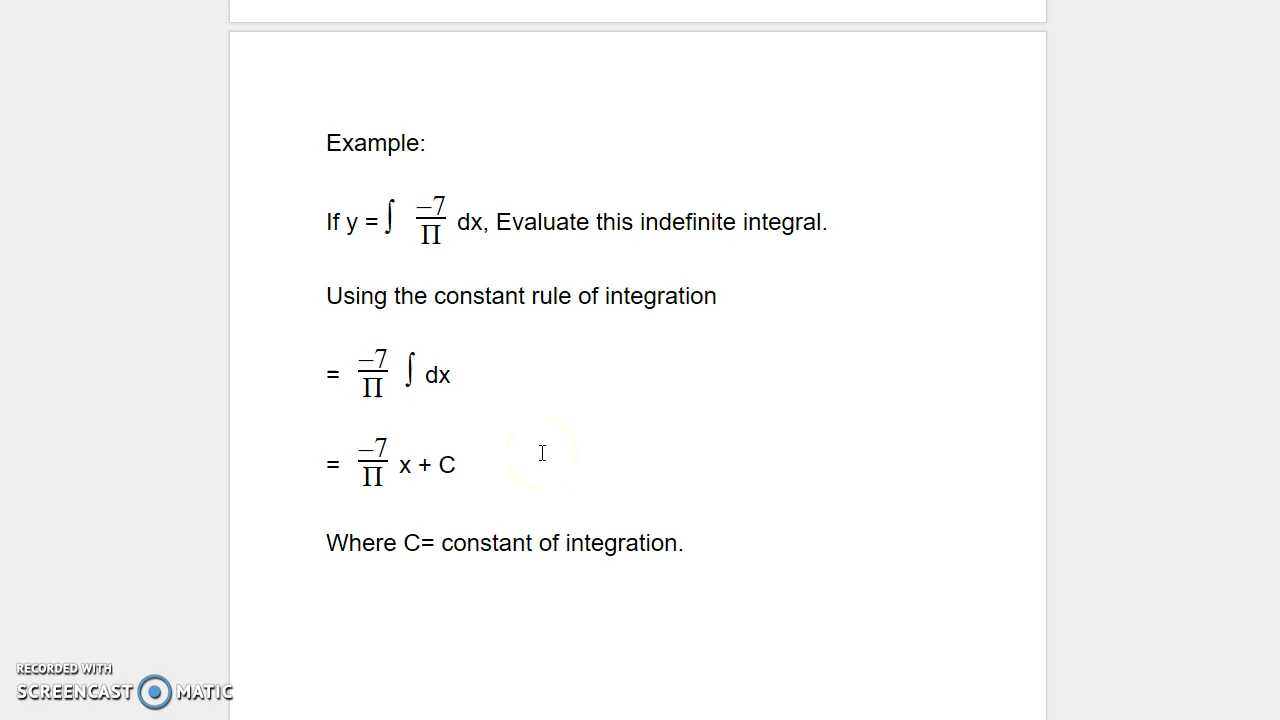 Example:
If y = ∫ −7/Π dx, Evaluate this indefinite integral.
Using the constant rule of integration
= −7/Π ∫ dx
= −7/Π x + C
Where C= constant of integration.
RECORDED WITH
SCREENCAST MATIC